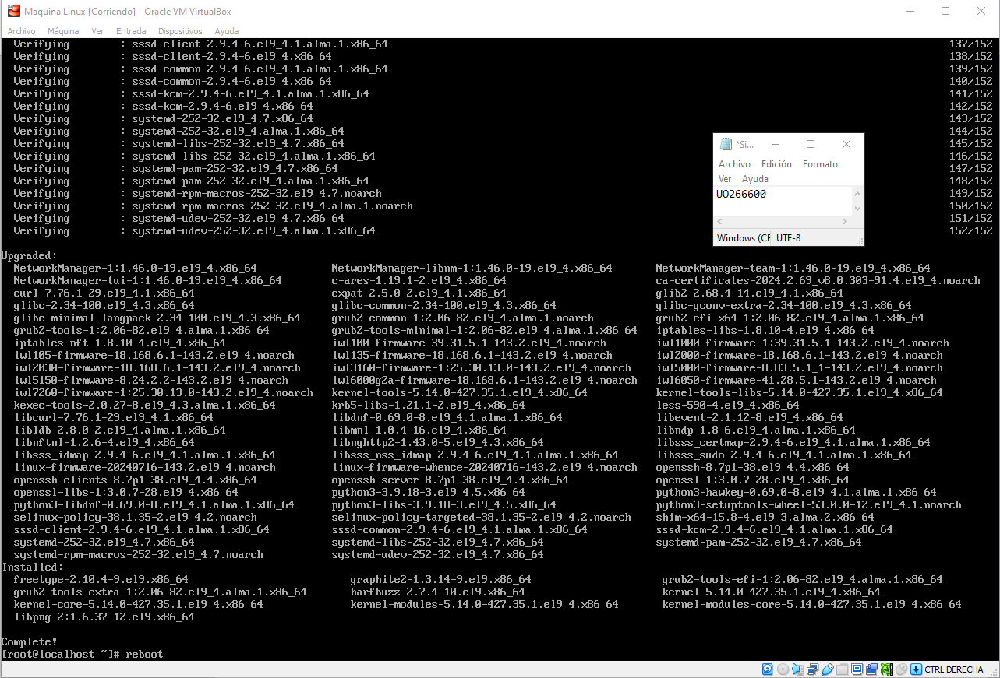 Maquina Linux [Corriendo] - Oracle VM VirtualBox
Archivo Máquina Ver Entrada Dispositivos Ayuda
Verifying : sssd-client-2.9.4-6.el9_4.1.alma.1.x86_64 137/152
Verifying : sssd-client-2.9.4-6.el9_4.x86_64 138/152
Verifying : sssd-common-2.9.4-6.el9_4.1.alma.1.x86_64 139/152
Verifying : sssd-common-2.9.4-6.el9_4.x86_64 140/152
Verifying : sssd-kcm-2.9.4-6.el9_4.1.alma.1.x86_64 141/152
Verifying : sssd-kcm-2.9.4-6.el9_4.x86_64 142/152
Verifying : systemd-252-32.el9_4.7.x86_64 143/152
Verifying : systemd-252-32.el9_4.alma.1.x86_64 144/152
Verifying : systemd-libs-252-32.el9_4.7.x86_64 145/152
Verifying : systemd-libs-252-32.el9_4.alma.1.x86_64 146/152
Verifying : systemd-pam-252-32.el9_4.7.x86_64 147/152
Verifying : systemd-pam-252-32.el9_4.alma.1.x86_64 148/152
Verifying : systemd-rpm-macros-252-32.el9_4.7.noarch 149/152
Verifying : systemd-rpm-macros-252-32.el9_4.alma.1.noarch 150/152
Verifying : systemd-udev-252-32.el9_4.7.x86_64 151/152
Verifying : systemd-udev-252-32.el9_4.alma.1.x86_64 152/152
*Si...
Archivo Edición Formato
Ver Ayuda
UO266600
Windows (CF UTF-8
Upgraded:
NetworkManager-1:1.46.0-19.el9_4.x86_64 NetworkManager-libnm-1:1.46.0-19.el9_4.x86_64 NetworkManager-team-1:1.46.0-19.el9_4.x86_64
NetworkManager-tui-1:1.46.0-19.el9_4.x86_64 c-ares-1.19.1-2.el9_4.x86_64 ca-certificates-2024.2.69_v8.0.303-91.4.el9_4.noarch
curl-7.76.1-29.el9_4.1.x86_64 expat-2.5.0-2.el9_4.1.x86_64 glib2-2.68.4-14.el9_4.1.x86_64
glibc-2.34-100.el9_4.3.x86_64 glibc-common-2.34-100.el9_4.3.x86_64 glibc-gconv-extra-2.34-100.el9_4.3.x86_64
glibc-minimal-langpack-2.34-100.el9_4.3.x86_64 grub2-common-1:2.06-82.el9_4.alma.1.noarch grub2-efi-x64-1:2.06-82.el9_4.alma.1.x86_64
grub2-tools-1:2.06-82.el9_4.alma.1.x86_64 grub2-tools-minimal-1:2.06-82.el9_4.alma.1.x86_64 iptables-libs-1.8.10-4.el9_4.x86_64
iptables-nft-1.8.10-4.el9_4.x86_64 iwl100-firmware-39.31.5.1-143.2.el9_4.noarch iwl1000-firmware-1:39.31.5.1-143.2.el9_4.noarch
iwl105-firmware-18.168.6.1-143.2.el9_4.noarch iwl135-firmware-18.168.6.1-143.2.el9_4.noarch iwl2000-firmware-18.168.6.1-143.2.el9_4.noarch
iwl2030-firmware-18.168.6.1-143.2.el9_4.noarch iwl3160-firmware-1:25.30.13.0-143.2.el9_4.noarch iwl5000-firmware-8.83.5.1_1-143.2.el9_4.noarch
iwl5150-firmware-8.24.2.2-143.2.el9_4.noarch iwl6000g2a-firmware-18.168.6.1-143.2.el9_4.noarch iwl6050-firmware-41.28.5.1-143.2.el9_4.noarch
iwl7260-firmware-1:25.30.13.0-143.2.el9_4.noarch kernel-tools-5.14.0-427.35.1.el9_4.x86_64 kernel-tools-libs-5.14.0-427.35.1.el9_4.x86_64
kexec-tools-2.0.27-8.el9_4.3.alma.1.x86_64 krb5-libs-1.21.1-2.el9_4.x86_64 less-590-4.el9_4.x86_64
libcurl-7.76.1-29.el9_4.1.x86_64 libdnf-0.69.0-8.el9_4.1.alma.1.x86_64 libevent-2.1.12-8.el9_4.x86_64
libldb-2.8.0-2.el9_4.alma.1.x86_64 libmnl-1.0.4-16.el9_4.x86_64 libndp-1.8-6.el9_4.alma.1.x86_64
libnftnl-1.2.6-4.el9_4.x86_64 libnghttp2-1.43.0-5.el9_4.3.x86_64 libsss_certmap-2.9.4-6.el9_4.1.alma.1.x86_64
libsss_idmap-2.9.4-6.el9_4.1.alma.1.x86_64 libsss_nss_idmap-2.9.4-6.el9_4.1.alma.1.x86_64 libsss_sudo-2.9.4-6.el9_4.1.alma.1.x86_64
linux-firmware-20240716-143.2.el9_4.noarch linux-firmware-whence-20240716-143.2.el9_4.noarch openssh-8.7p1-38.el9_4.4.x86_64
openssh-clients-8.7p1-38.el9_4.4.x86_64 openssh-server-8.7p1-38.el9_4.4.x86_64 openssl-1:3.0.7-28.el9_4.x86_64
openssl-libs-1:3.0.7-28.el9_4.x86_64 python3-3.9.18-3.el9_4.5.x86_64 python3-hawkey-0.69.0-8.el9_4.1.alma.1.x86_64
python3-libdnf-0.69.0-8.el9_4.1.alma.1.x86_64 python3-libs-3.9.18-3.el9_4.5.x86_64 python3-setuptools-wheel-53.0.0-12.el9_4.1.noarch
selinux-policy-38.1.35-2.el9_4.2.noarch selinux-policy-targeted-38.1.35-2.el9_4.2.noarch shim-x64-15.8-4.el9_3.alma.2.x86_64
sssd-client-2.9.4-6.el9_4.1.alma.1.x86_64 sssd-common-2.9.4-6.el9_4.1.alma.1.x86_64 sssd-kcm-2.9.4-6.el9_4.1.alma.1.x86_64
systemd-252-32.el9_4.7.x86_64 systemd-libs-252-32.el9_4.7.x86_64 systemd-pam-252-32.el9_4.7.x86_64
systemd-rpm-macros-252-32.el9_4.7.noarch systemd-udev-252-32.el9_4.7.x86_64
Installed:
freetype-2.10.4-9.el9.x86_64 graphite2-1.3.14-9.el9.x86_64 grub2-tools-efi-1:2.06-82.el9_4.alma.1.x86_64
grub2-tools-extra-1:2.06-82.el9_4.alma.1.x86_64 harfbuzz-2.7.4-10.el9.x86_64 kernel-5.14.0-427.35.1.el9_4.x86_64
kernel-core-5.14.0-427.35.1.el9_4.x86_64 kernel-modules-5.14.0-427.35.1.el9_4.x86_64 kernel-modules-core-5.14.0-427.35.1.el9_4.x86_64
libpng-2:1.6.37-12.el9.x86_64
Complete!
[root@localhost ~]# reboot
CTRL DERECHA